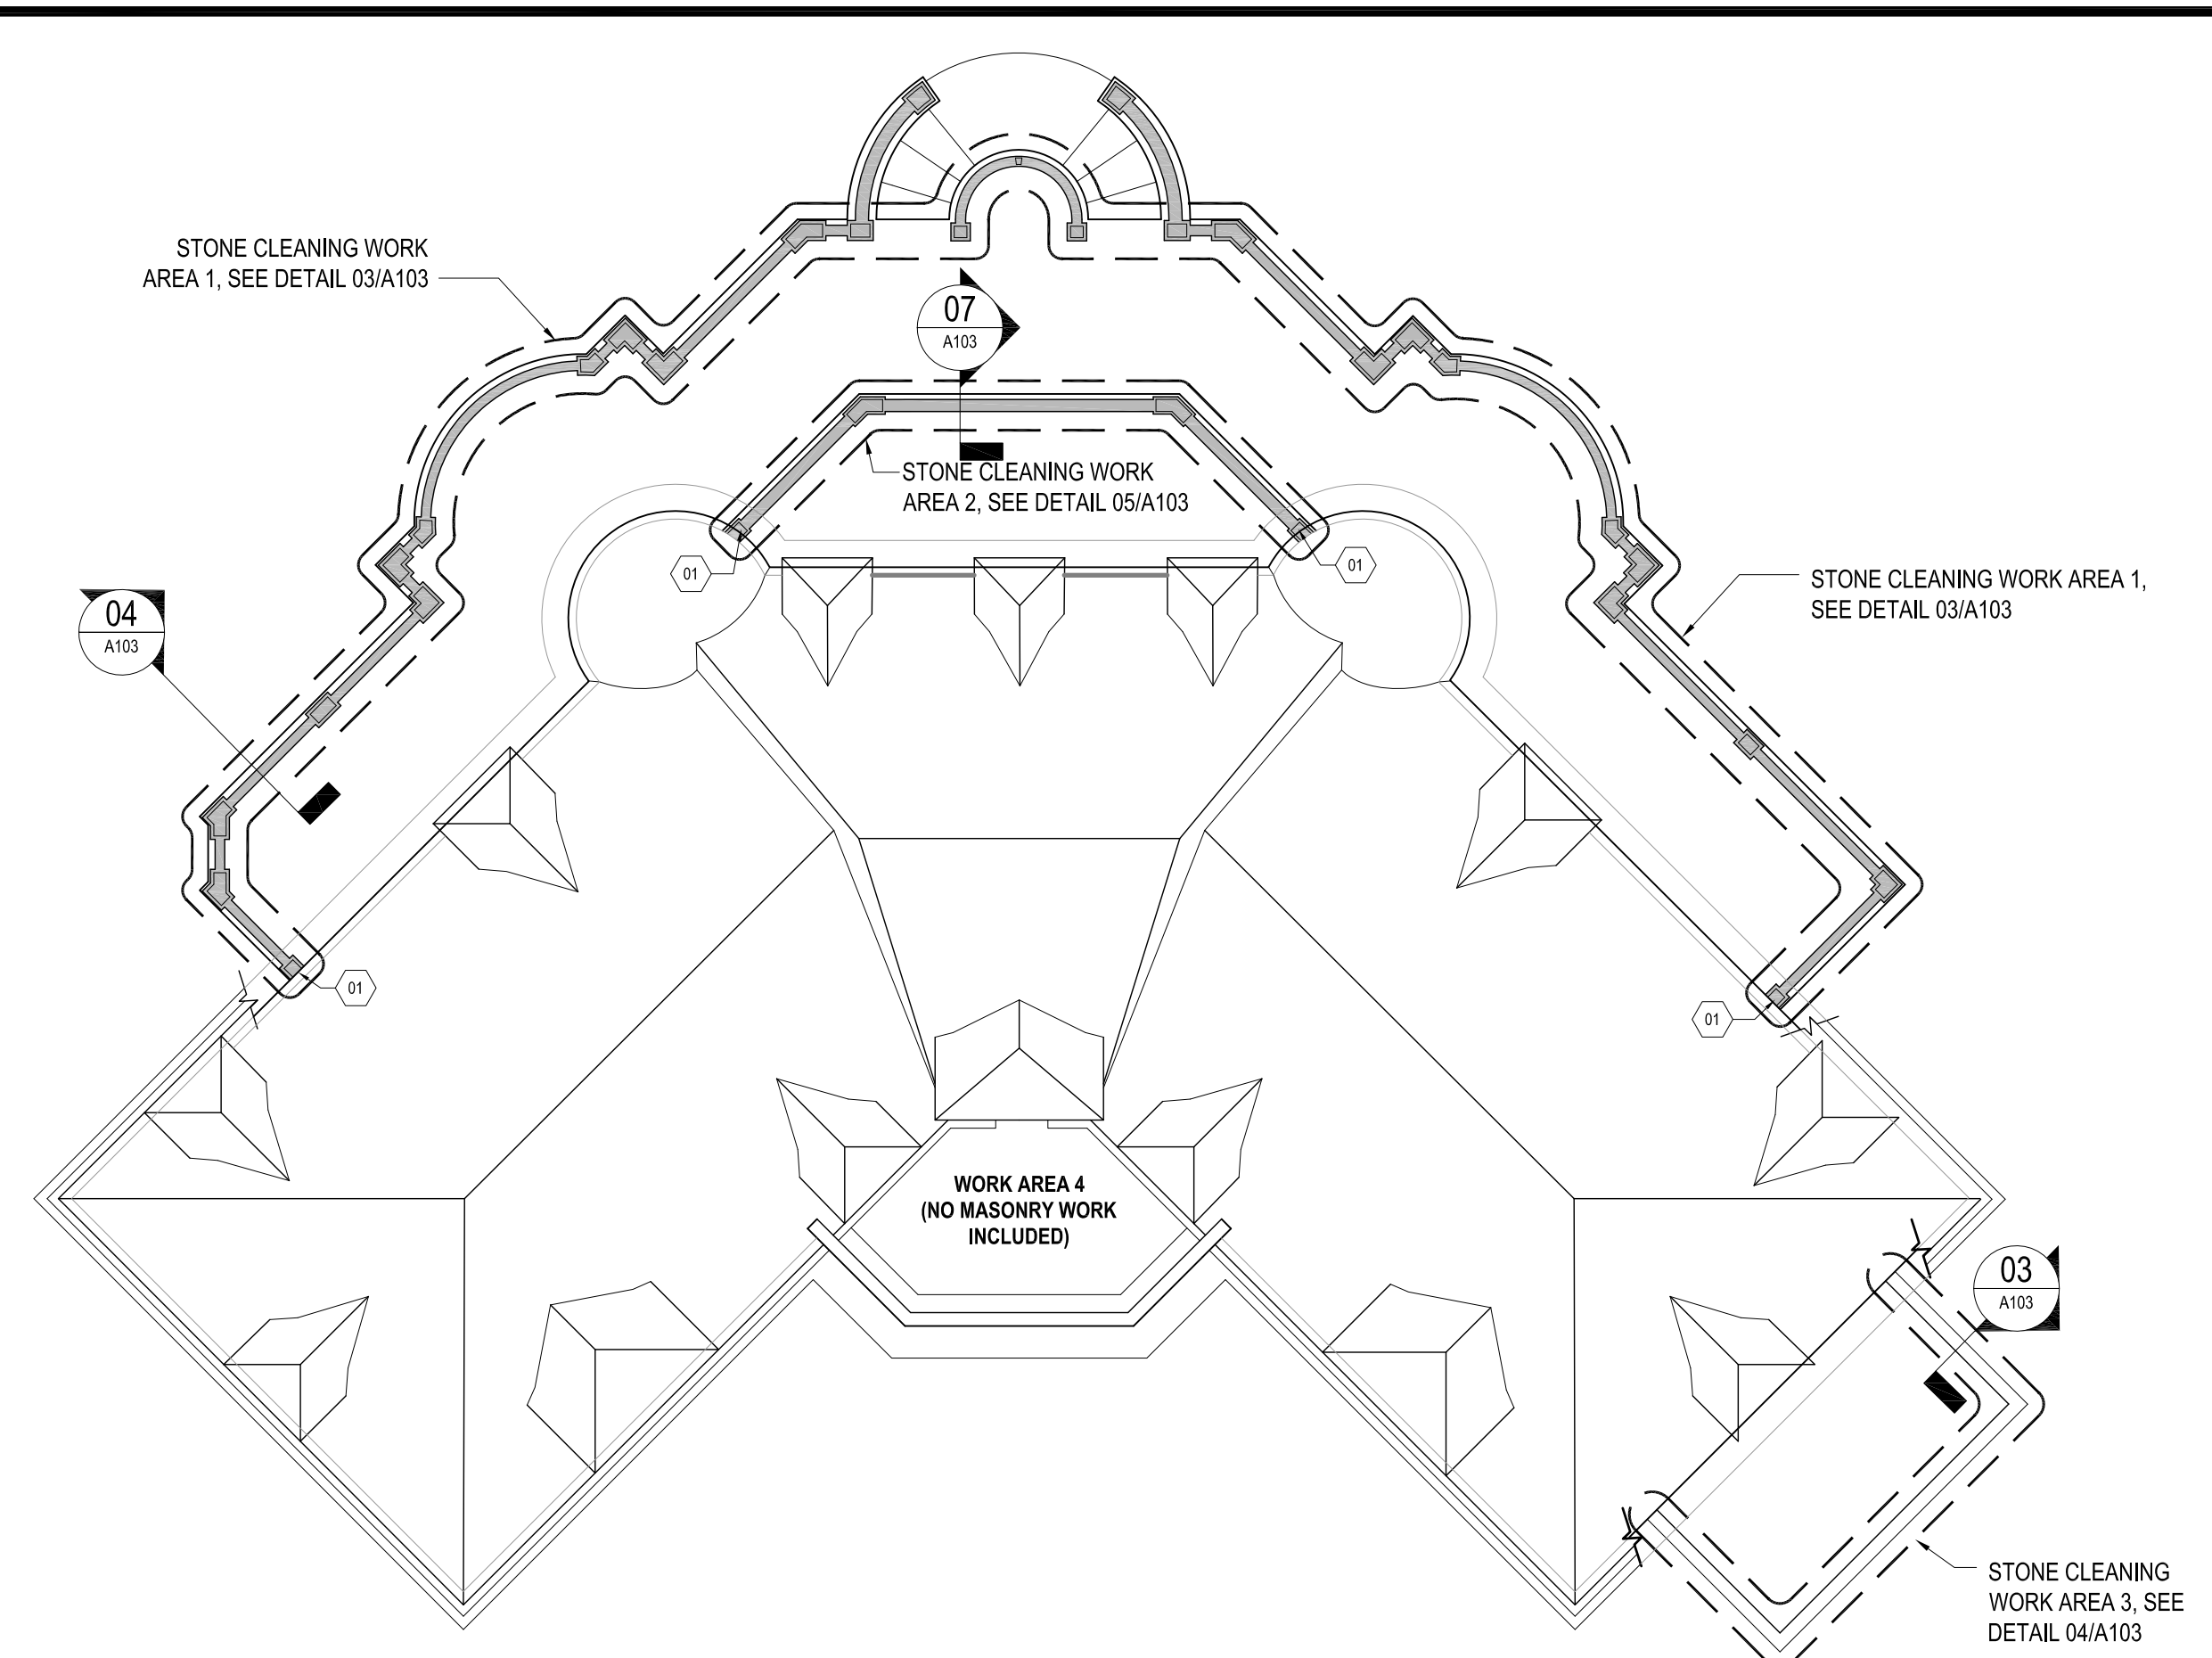 STONE CLEANING WORK
AREA 1, SEE DETAIL 03/A103
07
A103
STONE CLEANING WORK
AREA 2, SEE DETAIL 05/A103
01
01
STONE CLEANING WORK AREA 1,
SEE DETAIL 03/A103
04
A103
01
01
WORK AREA 4
(NO MASONRY WORK
INCLUDED)
03
A103
STONE CLEANING
WORK AREA 3, SEE
DETAIL 04/A103